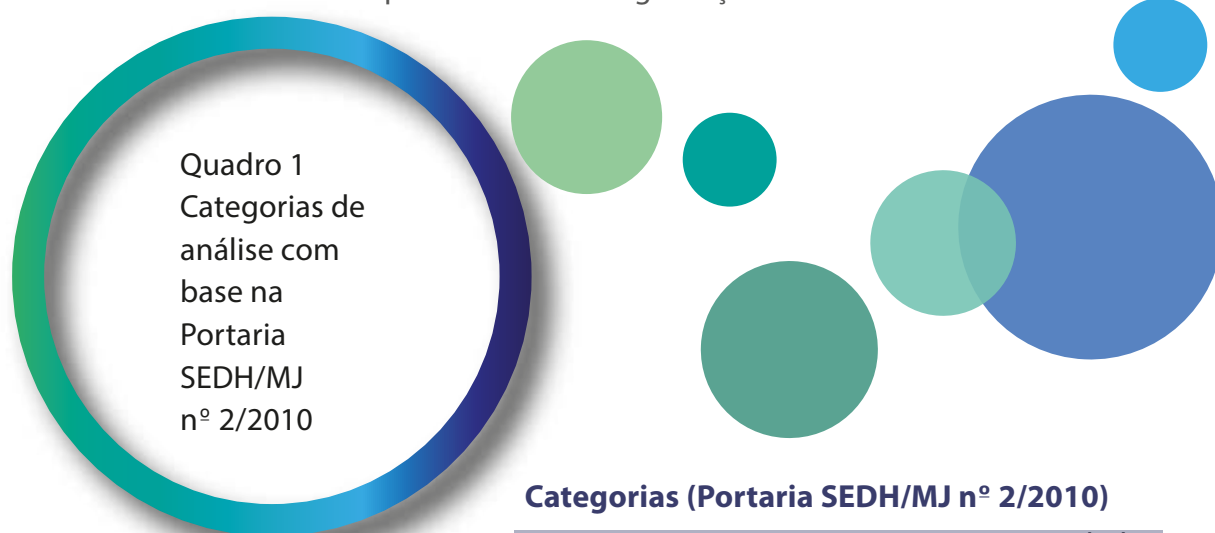 Quadro 1
Categorias de
análise com
base na
Portaria
SEDH/MJ
nº 2/2010
Categorias (Portaria SEDH/MJ nº 2/2010)